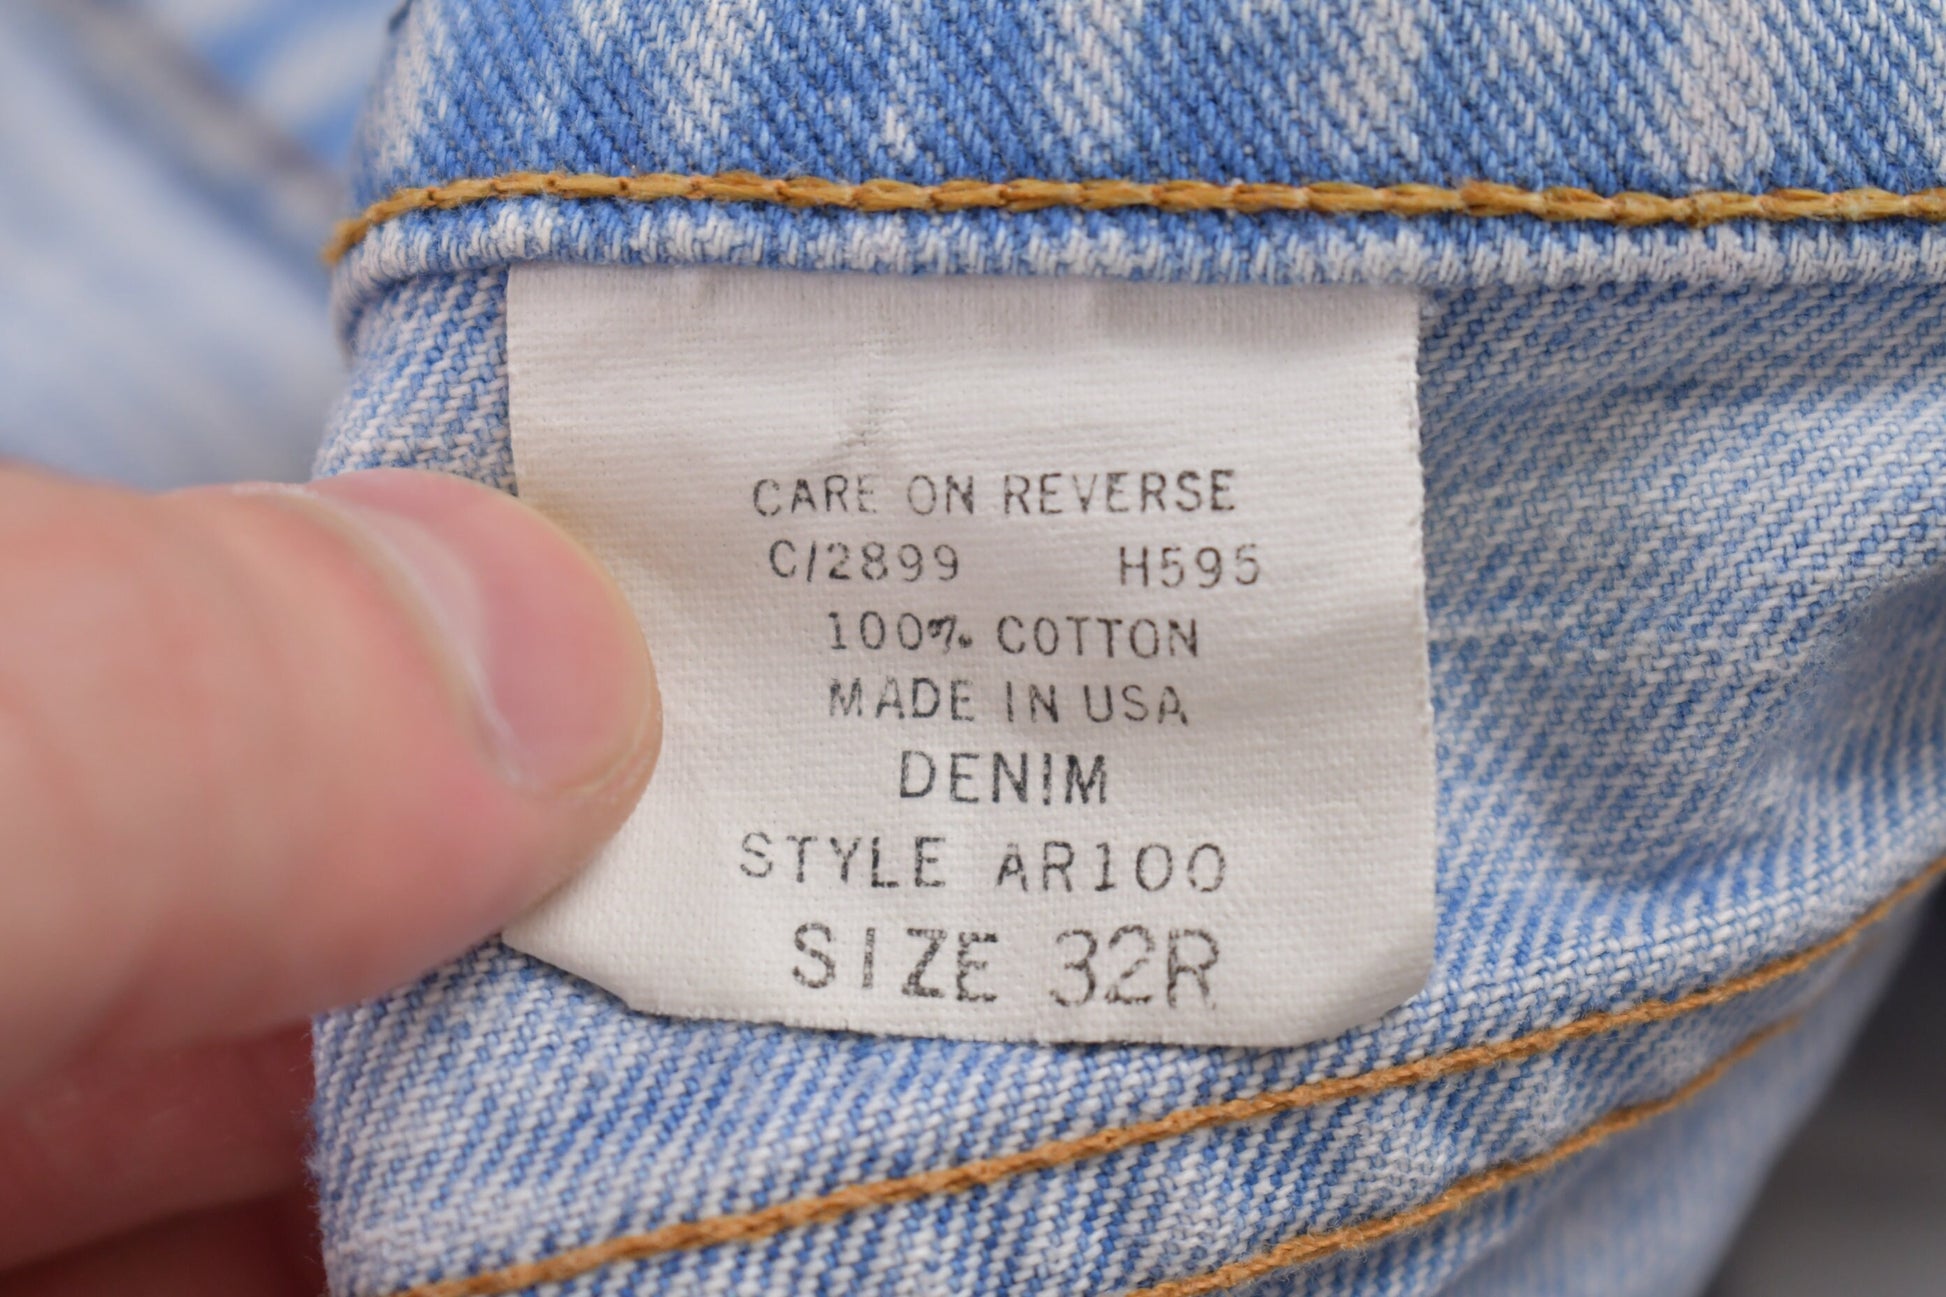 CARE ON REVERSE
C/2899 H595
100% COTTON
MADE IN USA
DENIM
STYLE AR100
SIZE 32R